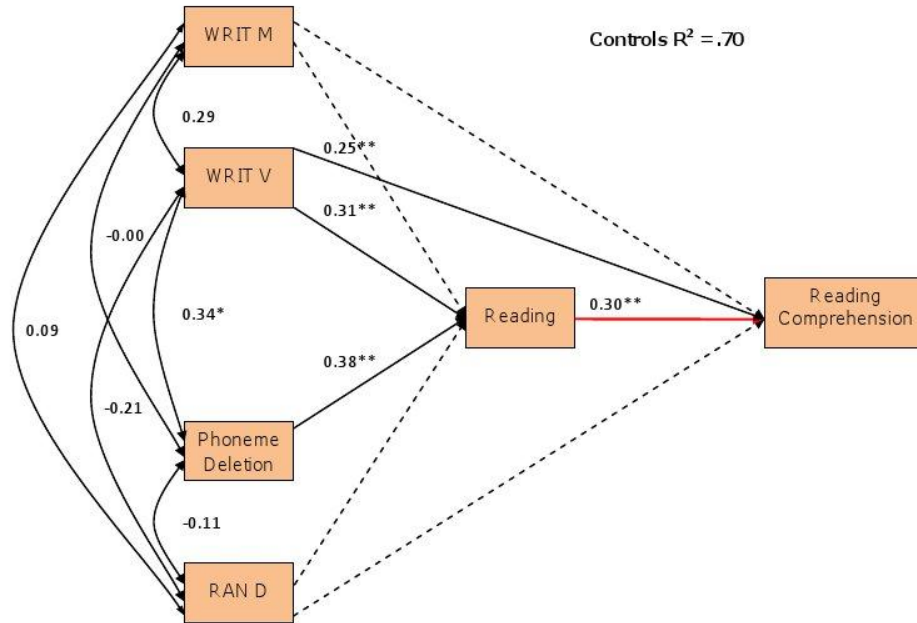 WRIT M
Controls R² = .70
0.29
0.25**
WRIT V
0.31**
-0.00
0.34*
0.09
Reading
0.30**
Reading
Comprehension
0.38**
-0.21
Phoneme
Deletion
-0.11
RAN D